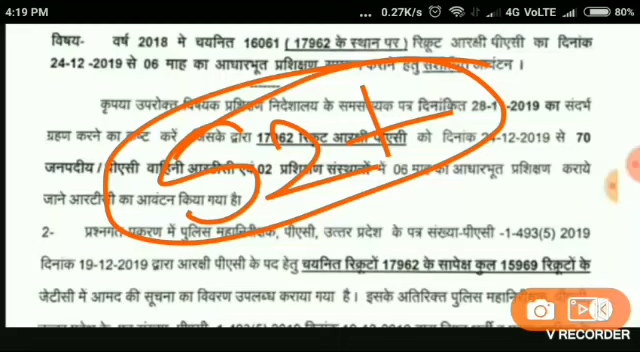 4:19 PM ... 0.27K/s 4G VoLTE 80%
विषय- वर्ष 2018 मे चयनित 16061 ( 17962 के स्थान पर ) रिक्रूट आरक्षी पीएसी का दिनांक
24-12-2019 से 06 माह का आधारभूत प्रशिक्षण कराने हेतु
कृपया उपरोक्त विषयक प्रशिक्षण निदेशालय के पत्र दिनांकित 28-1 -2019 का संदर्भ
ग्रहण करने का करें जिसके द्वारा 17962 रिक्रूट आरक्षी पीएसी को दिनांक 24-12-2019 से 70
जनपदीय / पीएसी वाहिनी आरटीसी एवं 02 प्रशिक्षण संस्थानों में 06 माह का आधारभूत प्रशिक्षण कराये
जाने आरटीसी का आवंटन किया गया है।
52+
2- प्रश्नगत प्रकरण में पुलिस महानिरीक्षक, पीएसी, उत्तर प्रदेश के पत्र संख्या-पीएसी -1-493(5) 2019
दिनांक 19-12-2019 द्वारा आरक्षी पीएसी के पद हेतु चयनित रिक्रूटों 17962 के सापेक्ष कुल 15969 रिक्रूटों के
जेटीसी में आमद की सूचना का विवरण उपलब्ध कराया गया है । इसके अतिरिक्त पुलिस
V RECORDER